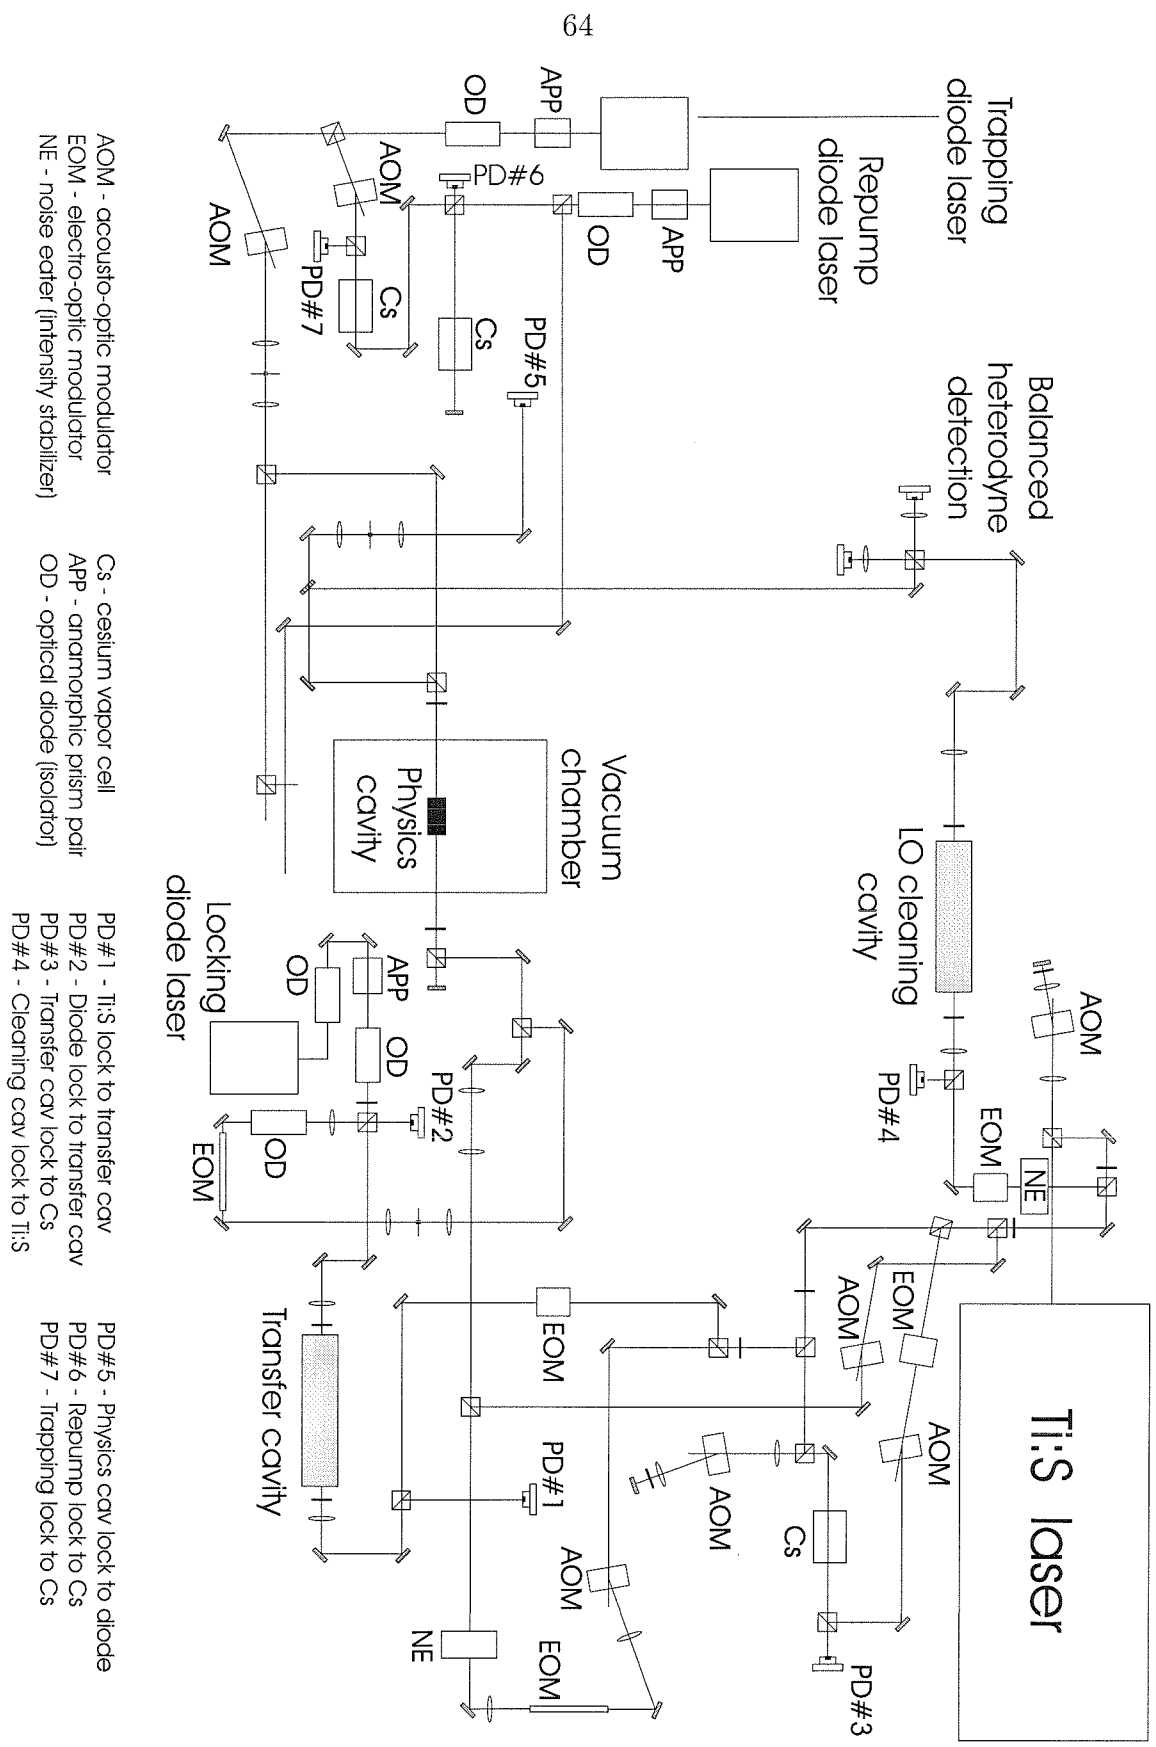 64
Trapping
diode laser
Repump
diode laser
Balanced
heterodyne
detection
APP
OD
APP
OD
AOM
AOM
PD#6
PD#7
Cs
Cs
PD#5
Vacuum
chamber
Physics
cavity
LO cleaning
cavity
AOM
PD#4
EOM
NE
Ti:S laser
Locking
diode laser
OD
APP
OD
PD#2
OD
EOM
Transfer cavity
EOM
PD#1
AOM
EOM
AOM
AOM
Cs
PD#3
AOM
EOM
NE
AOM - acousto-optic modulator
EOM - electro-optic modulator
NE - noise eater (intensity stabilizer)
Cs - cesium vapor cell
APP - anamorphic prism pair
OD - optical diode (isolator)
PD#1 - Ti:S lock to transfer cav
PD#2 - Diode lock to transfer cav
PD#3 - Transfer cav lock to Cs
PD#4 - Cleaning cav lock to Ti:S
PD#5 - Physics cav lock to diode
PD#6 - Repump lock to Cs
PD#7 - Trapping lock to Cs